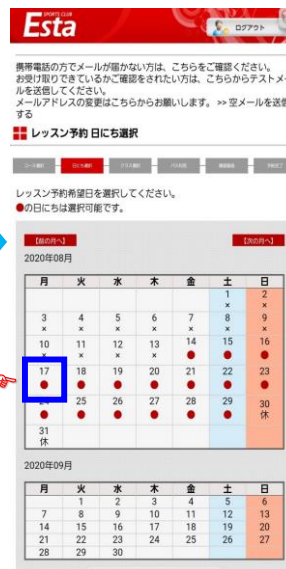 SPORTS CLUB
Esta
ログアウト
携帯電話の方でメールが届かない方は、こちらをご確認ください。
お受け取りできているかご確認をされたい方は、こちらからテストメー
ルを送信してください。
メールアドレスの変更はこちらからお願いします。 >> 空メールを送信
する
レッスン予約 日にち選択
日にち選択
レッスン予約希望日を選択してください。
●の日にちは選択可能です。
【前の月へ】 【次の月へ】
2020年08月
月 火 水 木 金 土 日
1 2
× ×
3 4 5 6 7 8 9
× × × × × × ×
10 11 12 13 14 15 16
× × × × ● ● ●
17 18 19 20 21 22 23
● ● ● ● ● ● ●
24 25 26 27 28 29 30
● ● ● ● ● ● 休
31
休
2020年09月
月 火 水 木 金 土 日
1 2 3 4 5 6
7 8 9 10 11 12 13
14 15 16 17 18 19 20
21 22 23 24 25 26 27
28 29 30